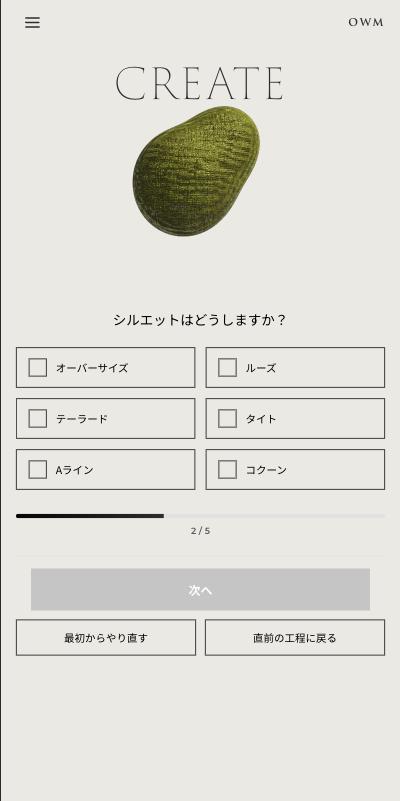 OWM
CREATE
シルエットはどうしますか？
オーバーサイズ
ルーズ
テーラード
タイト
Aライン
コクーン
2 / 5
次へ
最初からやり直す
直前の工程に戻る